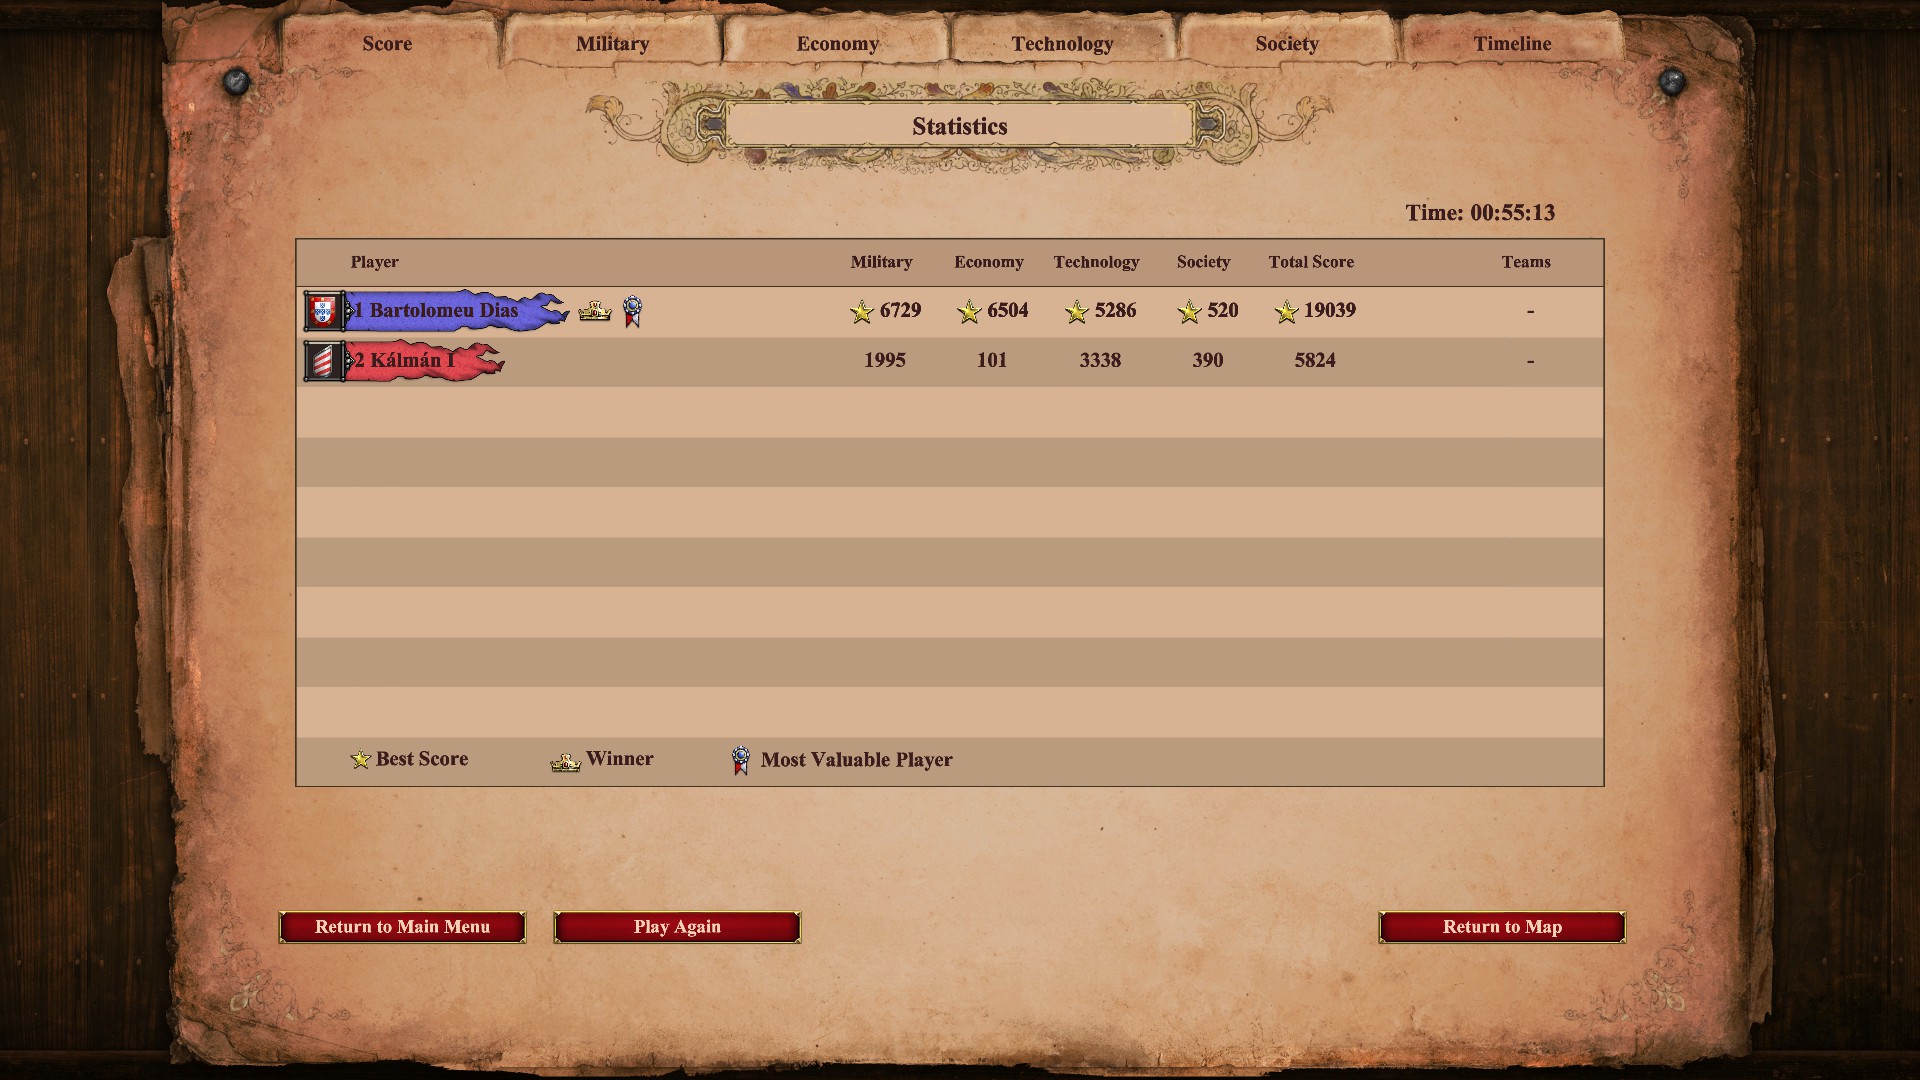 Score Military Economy Technology Society Timeline
Statistics
Time: 00:55:13
Player Military Economy Technology Society Total Score Teams
1 Bartolomeu Dias 6729 6504 5286 520 19039 -
2 Kálmán I 1995 101 3338 390 5824 -
Best Score Winner Most Valuable Player
Return to Main Menu Play Again Return to Map